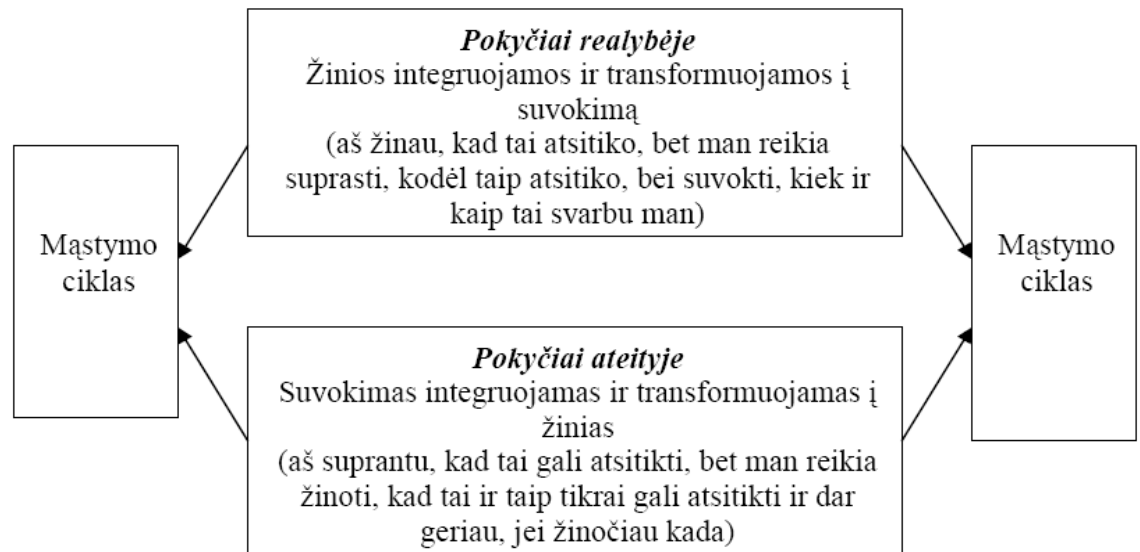 Pokyčiai realybėje
Žinios integruojamos ir transformuojamos į
suvokimą
(aš žinau, kad tai atsitiko, bet man reikia
suprasti, kodėl taip atsitiko, bei suvokti, kiek ir
kaip tai svarbu man)
Mąstymo
ciklas
Mąstymo
ciklas
Pokyčiai ateityje
Suvokimas integruojamas ir transformuojamas į
žinias
(aš suprantu, kad tai gali atsitikti, bet man reikia
žinoti, kad tai ir taip tikrai gali atsitikti ir dar
geriau, jei žinočiau kada)